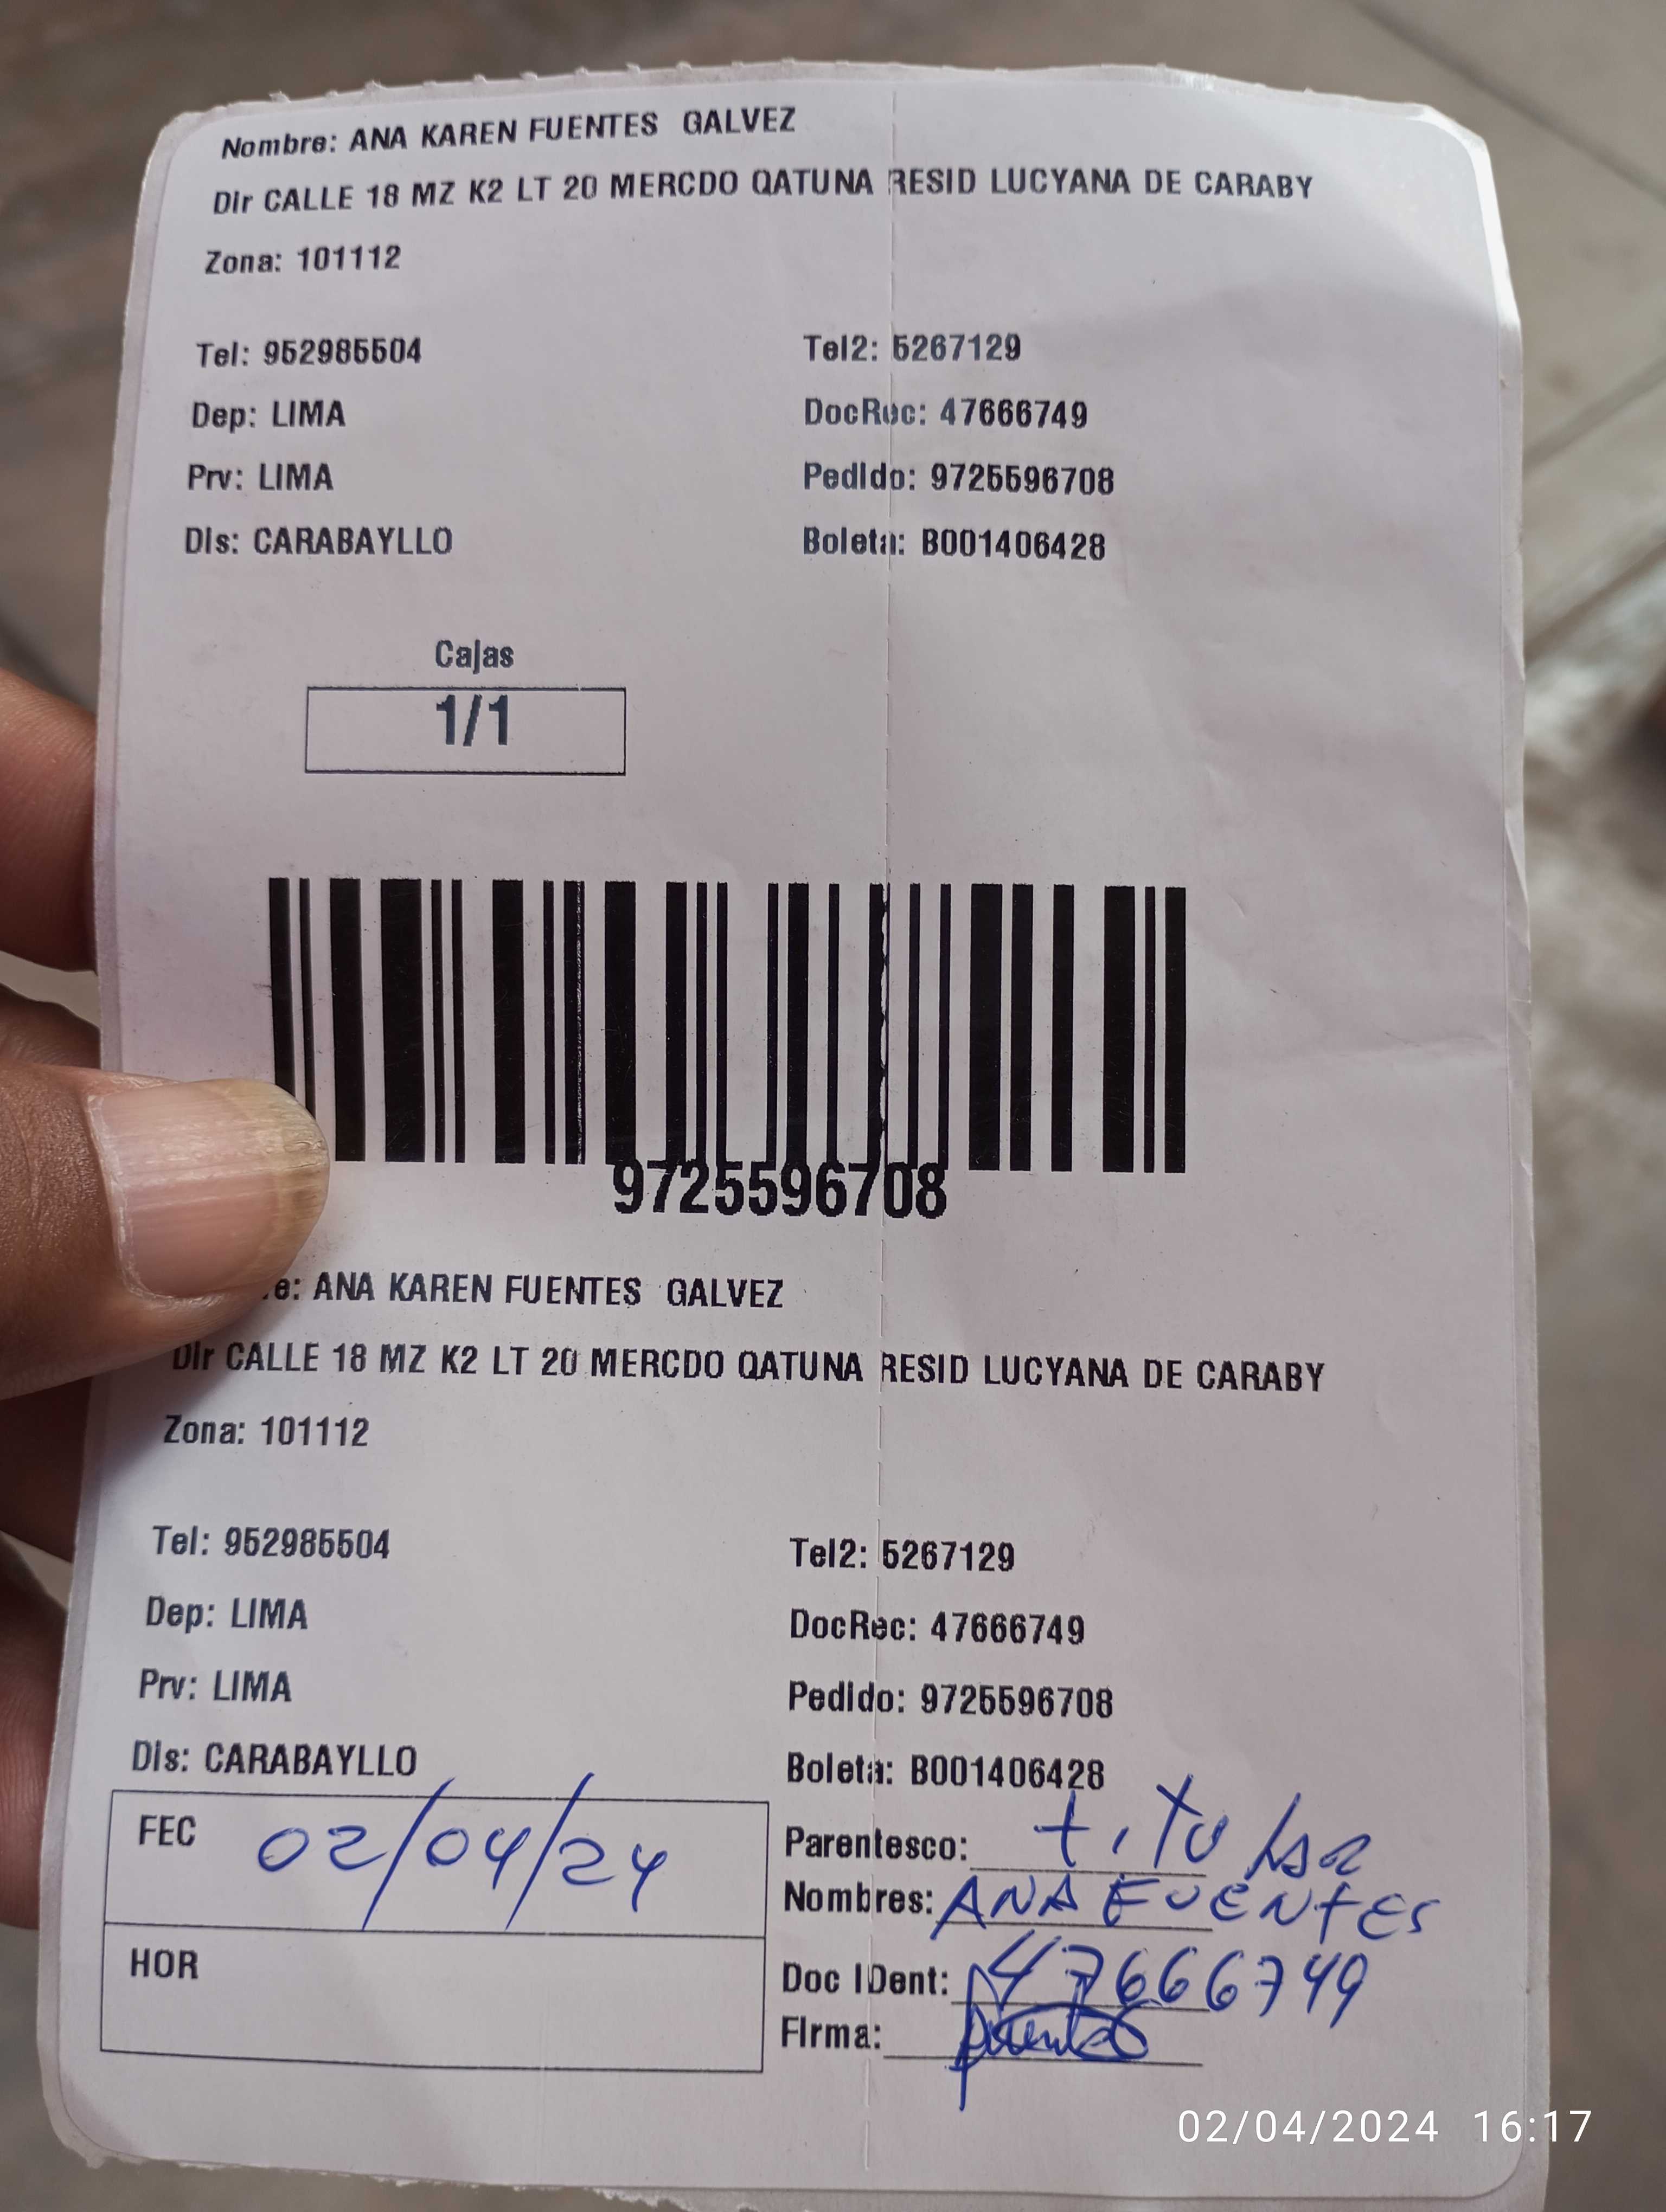 Nombre: ANA KAREN FUENTES GALVEZ
Dir CALLE 18 MZ K2 LT 20 MERCDO QATUNA RESID LUCYANA DE CARABY
Zona: 101112
Tel: 952985504 Tel2: 5267129
Dep: LIMA DocRec: 47666749
Prv: LIMA Pedido: 9725596708
Dis: CARABAYLLO Boleta: B001406428
Cajas
1/1
9725596708
e: ANA KAREN FUENTES GALVEZ
Dir CALLE 18 MZ K2 LT 20 MERCDO QATUNA RESID LUCYANA DE CARABY
Zona: 101112
Tel: 952985504 Tel2: 5267129
Dep: LIMA DocRec: 47666749
Prv: LIMA Pedido: 9725596708
Dis: CARABAYLLO Boleta: B001406428
FEC 02/04/24 Parentesco: titular
Nombres: ANA FUENTES
HOR Doc IDent: 47666749
Firma:
02/04/2024 16:17